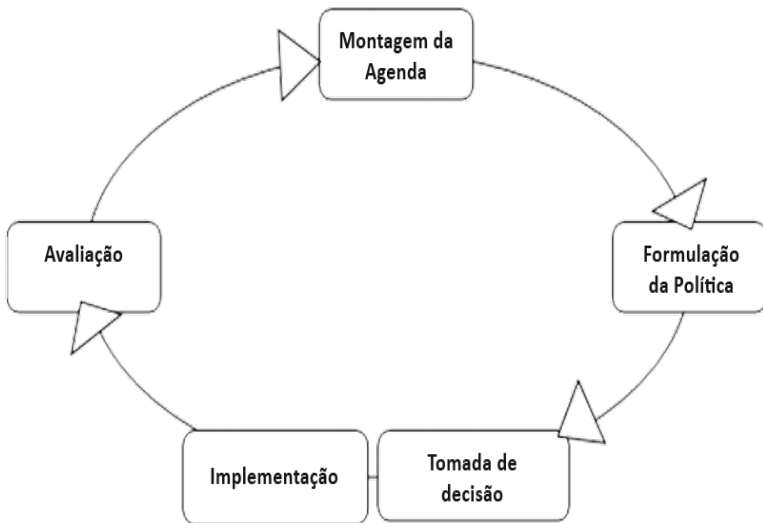 Montagem da
Agenda
Formulação
da Política
Tomada de
decisão
Implementação
Avaliação